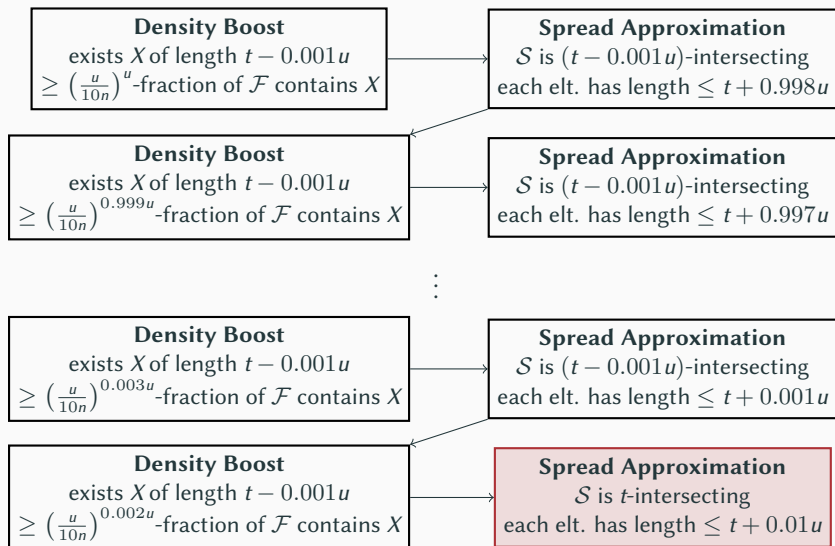 Density Boost
exists X of length t − 0.001u
≥ (u/10n)^u-fraction of ℱ contains X
Spread Approximation
𝒮 is (t − 0.001u)-intersecting
each elt. has length ≤ t + 0.998u
Density Boost
exists X of length t − 0.001u
≥ (u/10n)^0.999u-fraction of ℱ contains X
Spread Approximation
𝒮 is (t − 0.001u)-intersecting
each elt. has length ≤ t + 0.997u
⋮
Density Boost
exists X of length t − 0.001u
≥ (u/10n)^0.003u-fraction of ℱ contains X
Spread Approximation
𝒮 is (t − 0.001u)-intersecting
each elt. has length ≤ t + 0.001u
Density Boost
exists X of length t − 0.001u
≥ (u/10n)^0.002u-fraction of ℱ contains X
Spread Approximation
𝒮 is t-intersecting
each elt. has length ≤ t + 0.01u